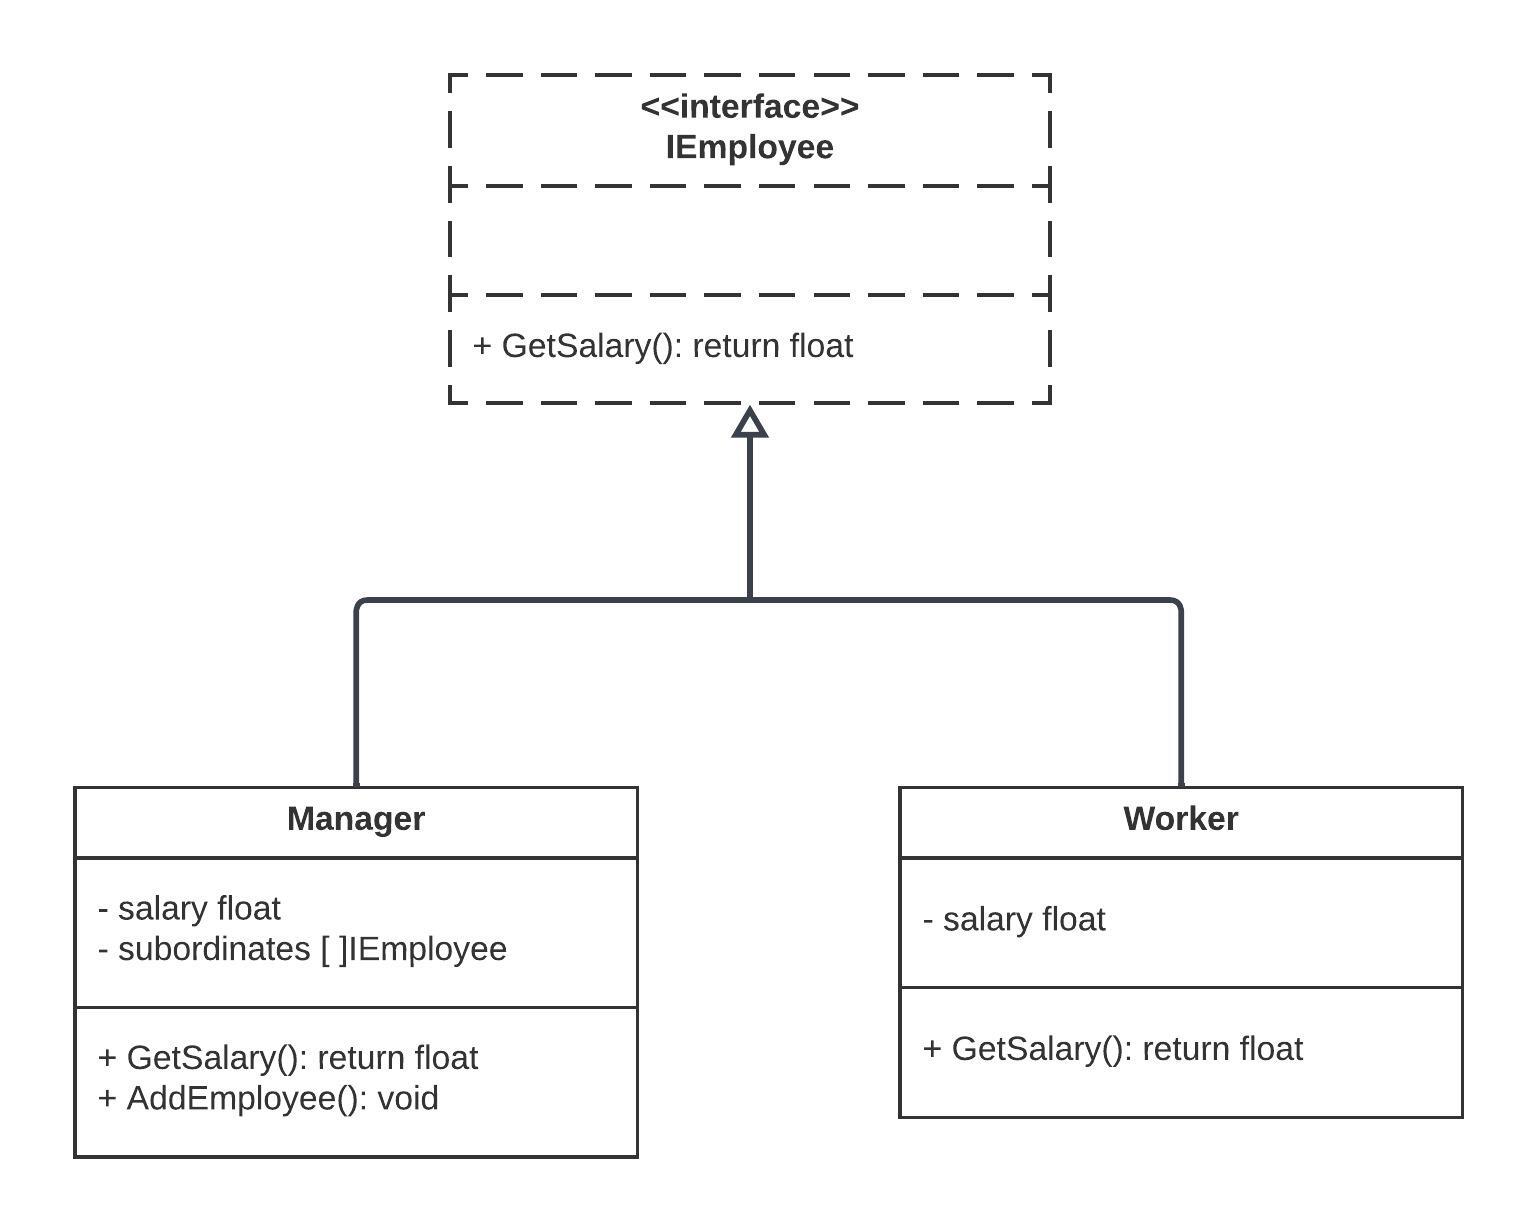 <<interface>>
IEmployee
+ GetSalary(): return float
Manager
- salary float
- subordinates [ ]IEmployee
+ GetSalary(): return float
+ AddEmployee(): void
Worker
- salary float
+ GetSalary(): return float